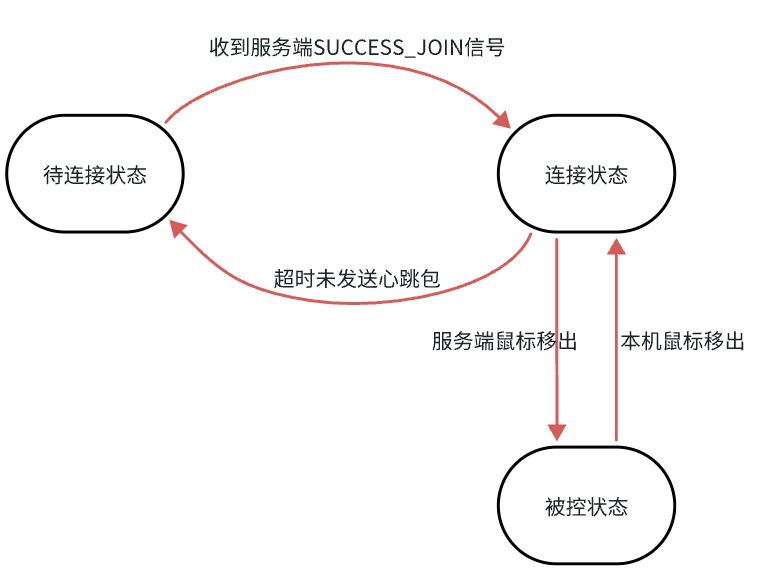 收到服务端SUCCESS_JOIN信号
待连接状态
连接状态
超时未发送心跳包
服务端鼠标移出
本机鼠标移出
被控状态